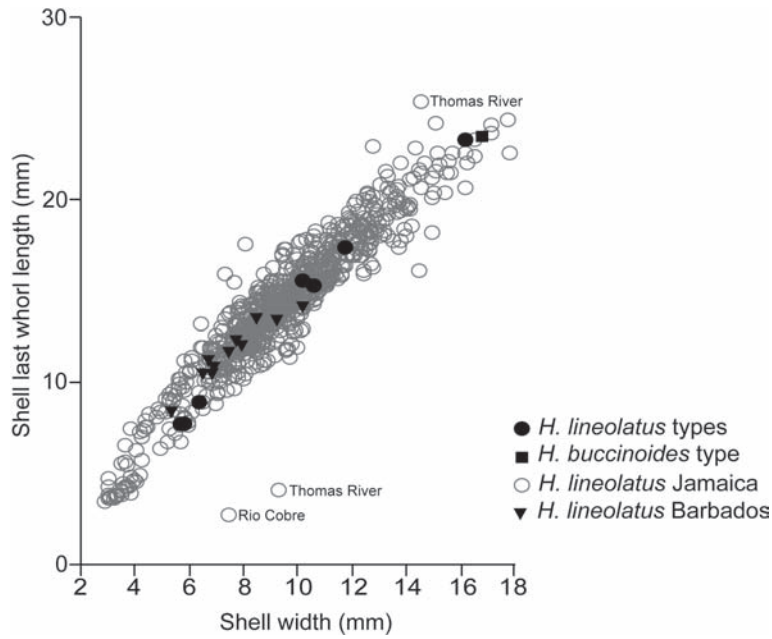 30
Thomas River
20
Shell last whorl length (mm)
10
H. lineolatus types
H. buccinoides type
H. lineolatus Jamaica
H. lineolatus Barbados
Thomas River
Rio Cobre
0
2 4 6 8 10 12 14 16 18
Shell width (mm)